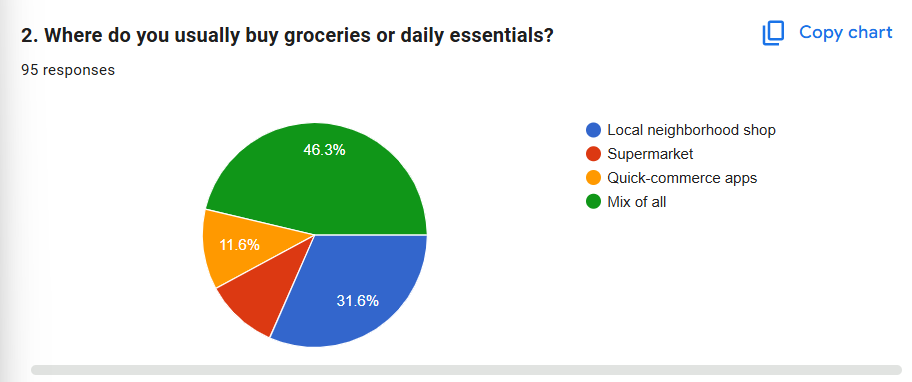 2. Where do you usually buy groceries or daily essentials?
Copy chart
95 responses
46.3%
11.6%
31.6%
Local neighborhood shop
Supermarket
Quick-commerce apps
Mix of all